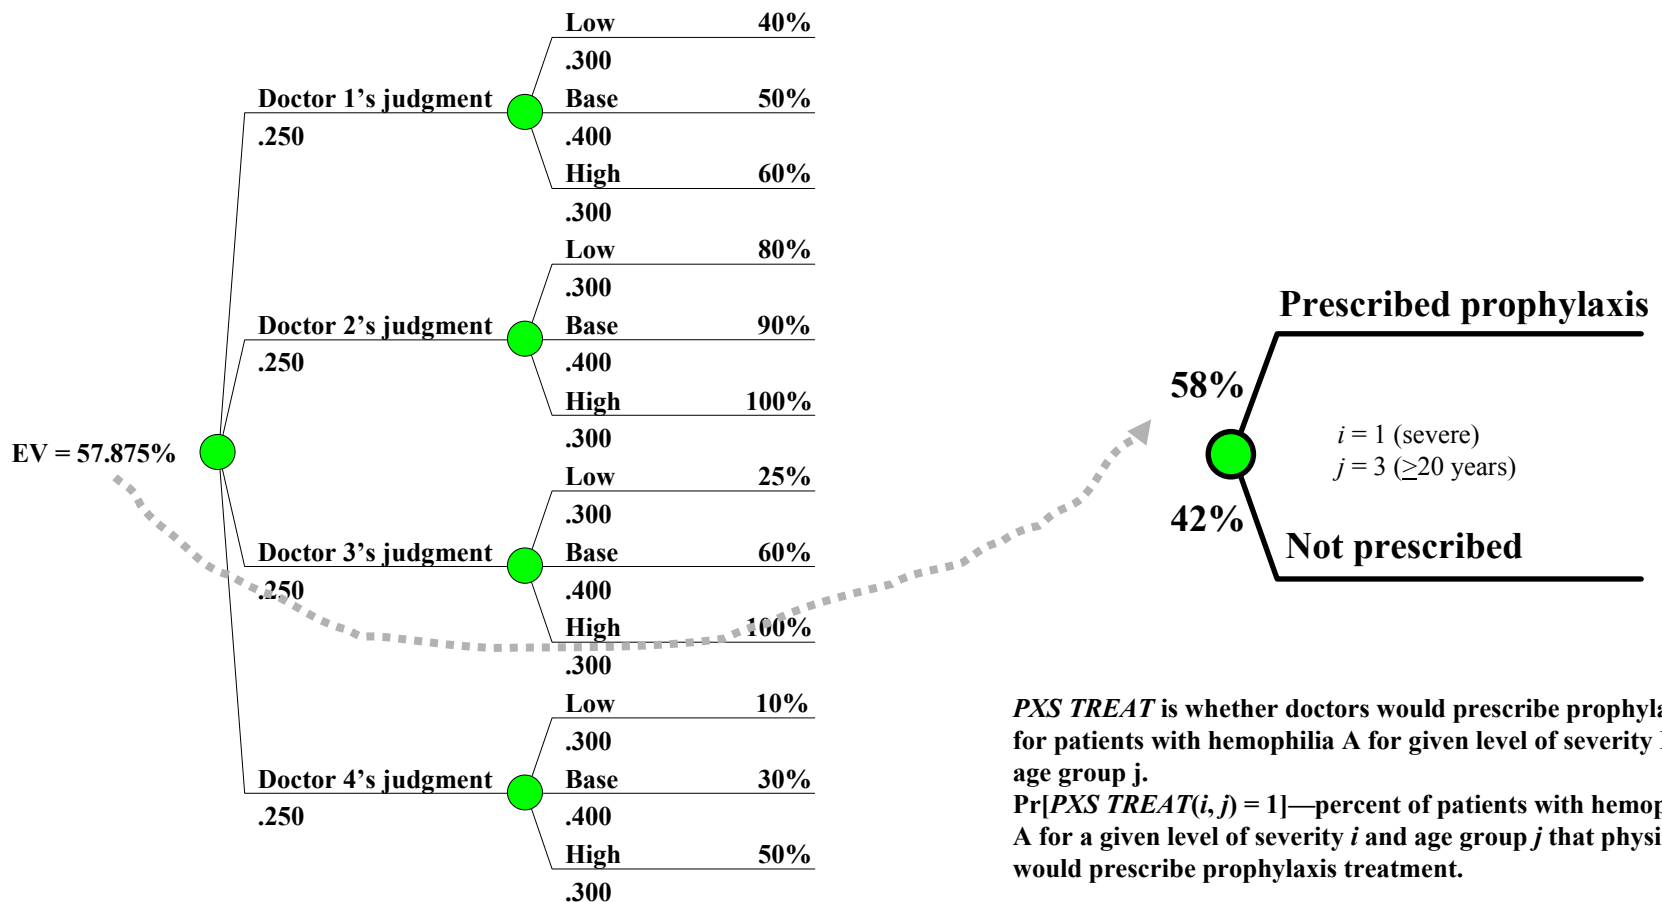 Low 40%
.300
Doctor 1's judgment Base 50%
.250 .400
High 60%
.300
Low 80%
.300
Doctor 2's judgment Base 90%
.250 .400
High 100%
.300
EV = 57.875%
Low 25%
.300
Doctor 3's judgment Base 60%
.250 .400
High 100%
.300
Low 10%
.300
Doctor 4's judgment Base 30%
.250 .400
High 50%
.300
Prescribed prophylaxis
58%
i = 1 (severe)
j = 3 (≥20 years)
42%
Not prescribed
PXS TREAT is whether doctors would prescribe
for patients with hemophilia A for given level of severity
age group j.
Pr[PXS TREAT(i, j) = 1]—percent of patients with
A for a given level of severity i and age group j that
would prescribe prophylaxis treatment.